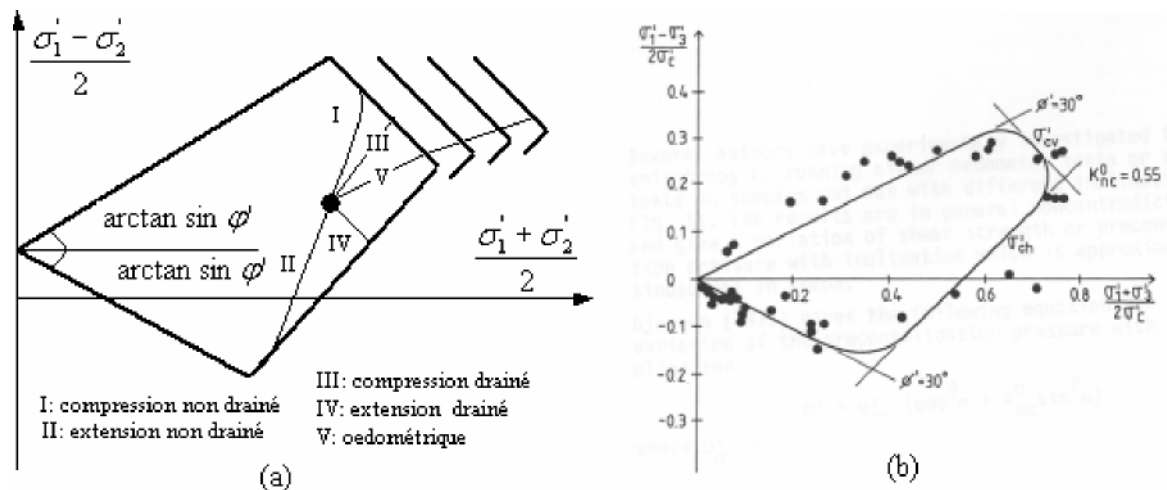 σ'1 − σ'2
2
I
III
V
arctan sin φ'
arctan sin φ'
IV
II
σ'1 + σ'2
2
I: compression non drainé
II: extension non drainé
III: compression drainé
IV: extension drainé
V: oedométrique
(a)
σ'1−σ'3
2σ'c
0.4
0.3
0.2
0.1
0
-0.1
-0.2
-0.3
0.2
0.4
0.6
0.8
σ'1+σ'3
2σ'c
ø'=30°
σ'cv
K⁰nc = 0,55
σ'ch
ø'=30°
(b)